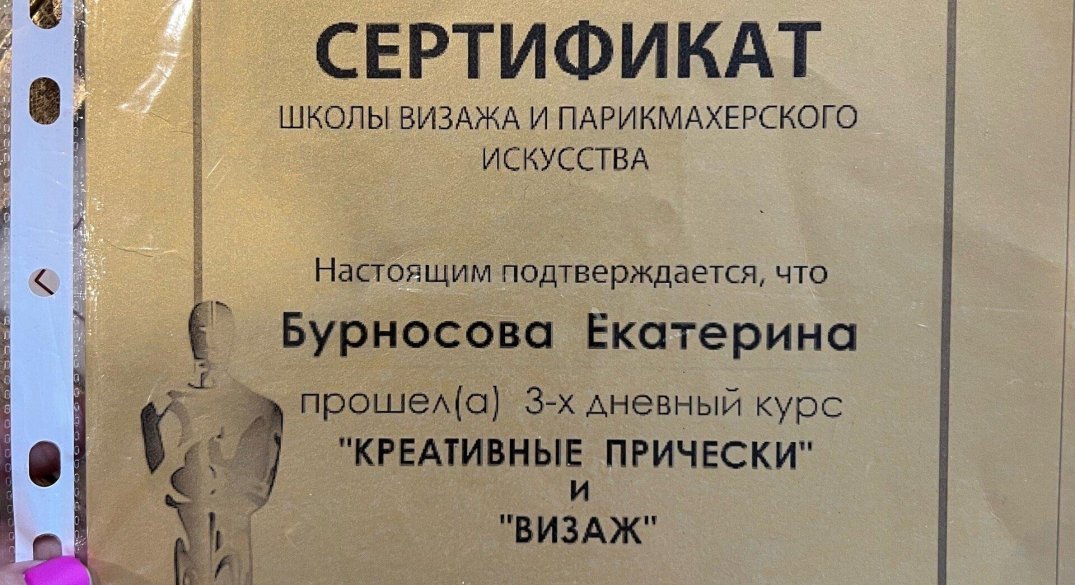 СЕРТИФИКАТ
ШКОЛЫ ВИЗАЖА И ПАРИКМАХЕРСКОГО
ИСКУССТВА
Настоящим подтверждается, что
Бурносова Екатерина
прошел(а) 3-х дневный курс
"КРЕАТИВНЫЕ ПРИЧЕСКИ"
и
"ВИЗАЖ"